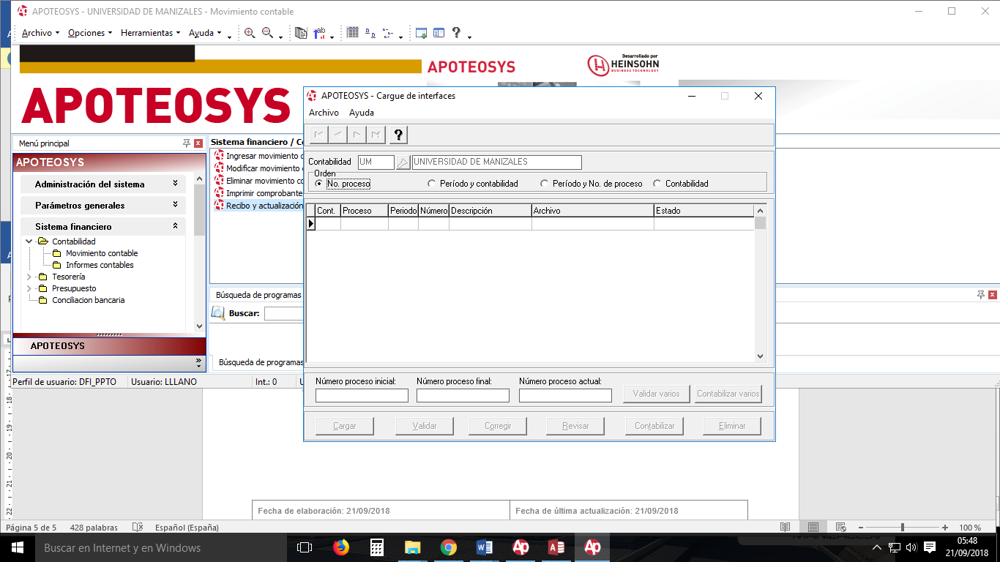 APOTEOSYS - UNIVERSIDAD DE MANIZALES - Movimiento contable
Archivo Opciones Herramientas Ayuda
APOTEOSYS
Desarrollado por
HEINSOHN
BUSINESS TECHNOLOGY
APOTEOSYS
Menú principal
APOTEOSYS
Administración del sistema
Parámetros generales
Sistema financiero
Contabilidad
Movimiento contable
Informes contables
Tesorería
Presupuesto
Conciliacion bancaria
APOTEOSYS
Sistema financiero / C
Ingresar movimiento c
Modificar movimiento
Eliminar movimiento co
Imprimir comprobante
Recibo y actualización
Búsqueda de programas
Buscar:
Búsqueda de programas
Perfil de usuario: DFI_PPTO Usuario: LLLANO Int.: 0
APOTEOSYS - Cargue de interfaces
Archivo Ayuda
Contabilidad UM UNIVERSIDAD DE MANIZALES
Orden
No. proceso Período y contabilidad Período y No. de proceso Contabilidad
Cont. Proceso Periodo Número Descripción Archivo Estado
Número proceso inicial: Número proceso final: Número proceso actual:
Validar varios Contabilizar varios
Cargar Validar Corregir Revisar Contabilizar Eliminar
18
19
20
21
22
Fecha de elaboración: 21/09/2018 Fecha de última actualización: 21/09/2018
Página 5 de 5 428 palabras Español (España) 100 %
Buscar en Internet y en Windows
05:48
21/09/2018